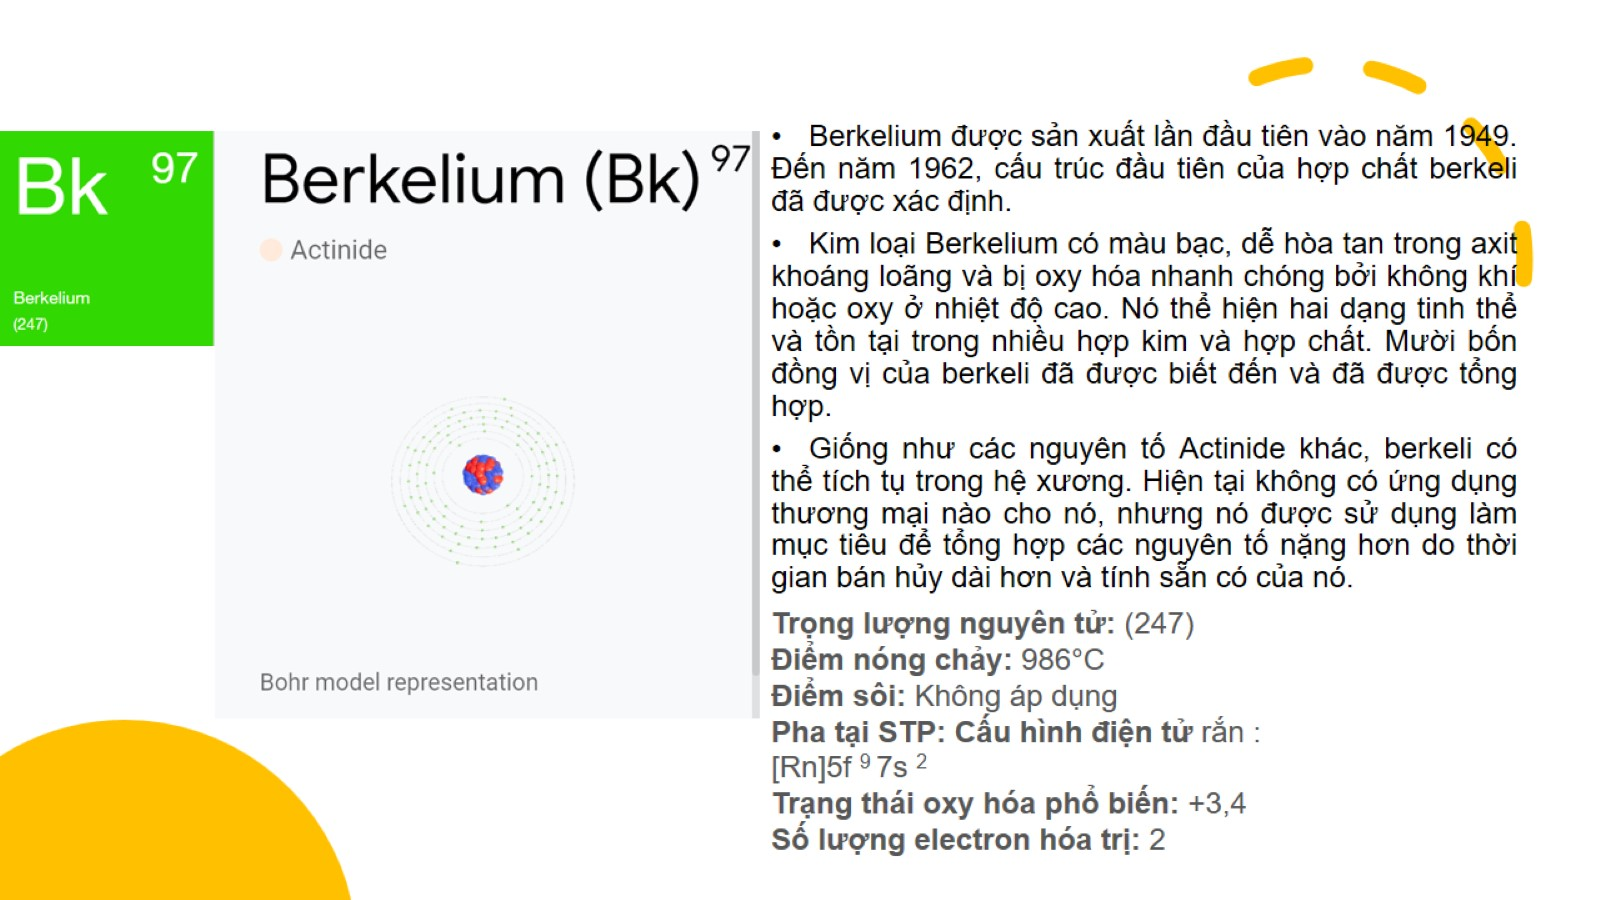 Bk 97
Berkelium
(247)
Berkelium (Bk) 97
Actinide
Bohr model representation
• Berkelium được sản xuất lần đầu tiên vào năm 1949.
Đến năm 1962, cấu trúc đầu tiên của hợp chất berkeli
đã được xác định.
• Kim loại Berkelium có màu bạc, dễ hòa tan trong axit
khoáng loãng và bị oxy hóa nhanh chóng bởi không khí
hoặc oxy ở nhiệt độ cao. Nó thể hiện hai dạng tinh thể
và tồn tại trong nhiều hợp kim và hợp chất. Mười bốn
đồng vị của berkeli đã được biết đến và đã được tổng
hợp.
• Giống như các nguyên tố Actinide khác, berkeli có
thể tích tụ trong hệ xương. Hiện tại không có ứng dụng
thương mại nào cho nó, nhưng nó được sử dụng làm
mục tiêu để tổng hợp các nguyên tố nặng hơn do thời
gian bán hủy dài hơn và tính sẵn có của nó.
Trọng lượng nguyên tử: (247)
Điểm nóng chảy: 986°C
Điểm sôi: Không áp dụng
Pha tại STP: Cấu hình điện tử rắn :
[Rn]5f 9 7s 2
Trạng thái oxy hóa phổ biến: +3,4
Số lượng electron hóa trị: 2